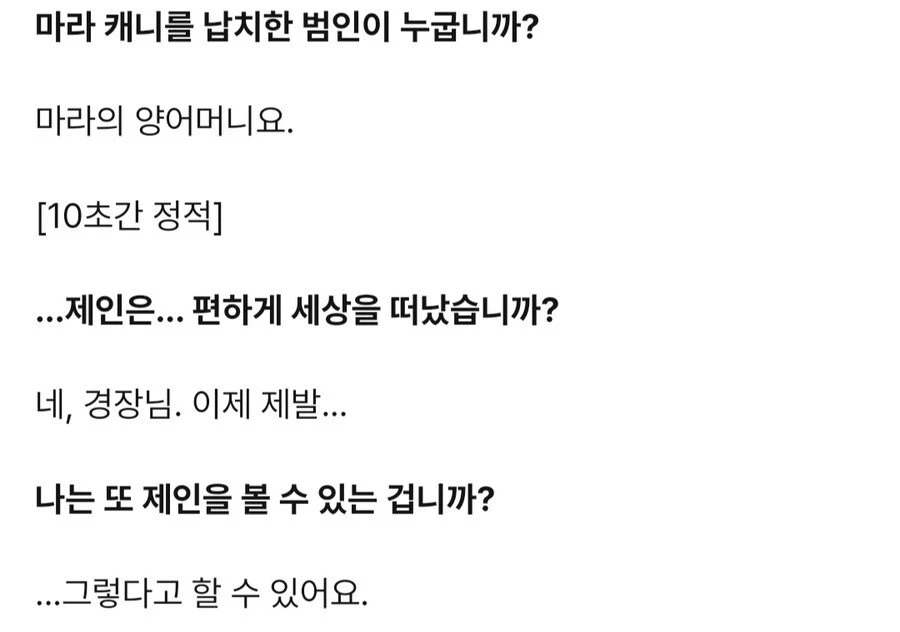 마라 캐니를 납치한 범인이 누굽니까?
마라의 양어머니요.
[10초간 정적]
...제인은... 편하게 세상을 떠났습니까?
네, 경장님. 이제 제발...
나는 또 제인을 볼 수 있는 겁니까?
...그렇다고 할 수 있어요.